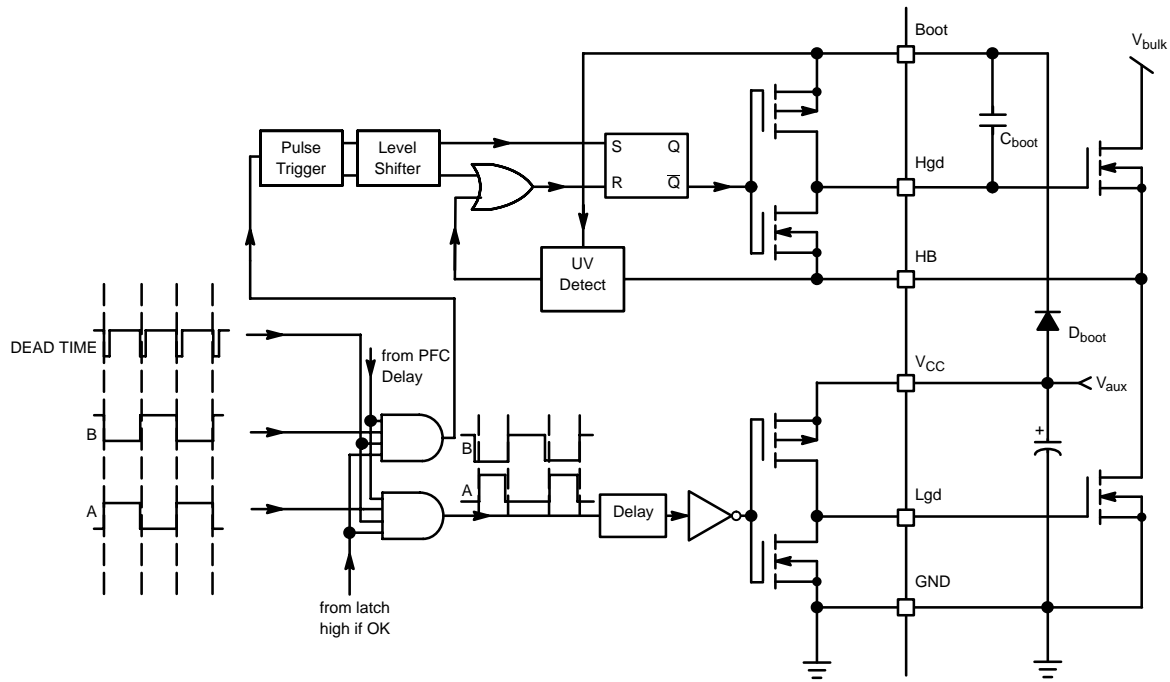 Boot
V_bulk
Pulse
Trigger
Level
Shifter
S
Q
R
Q̅
Hgd
C_boot
UV
Detect
HB
D_boot
DEAD TIME
from PFC
Delay
V_CC
V_aux
B
B
A
A
+
Delay
Lgd
GND
from latch
high if OK